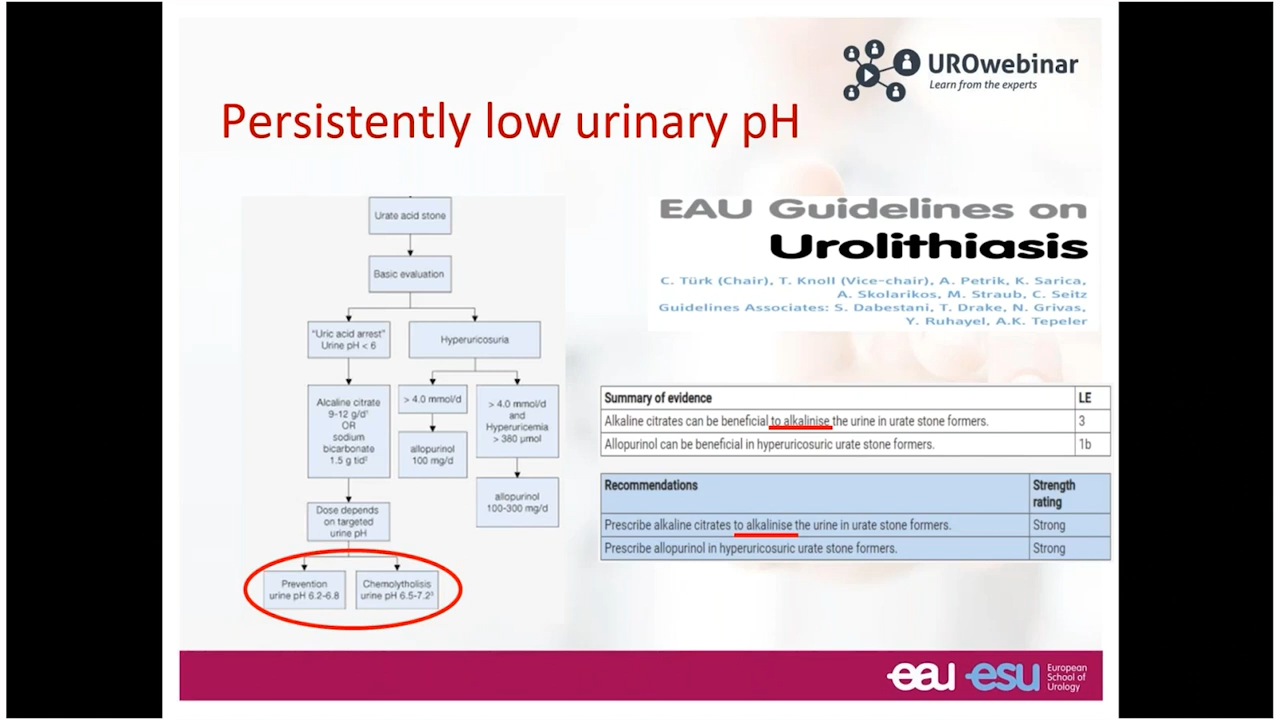 UROwebinar
Learn from the experts
Persistently low urinary pH
Urate acid stone
Basic evaluation
"Uric acid arrest"
Urine pH < 6
Hyperuricosuria
Alcaline citrate
9-12 g/d¹
OR
sodium
bicarbonate
1.5 g tid²
> 4.0 mmol/d
> 4.0 mmol/d
and
Hyperuricemia
> 380 µmol
allopurinol
100 mg/d
allopurinol
100-300 mg/d
Dose depends
on targeted
urine pH
Prevention
urine pH 6.2-6.8
Chemolytholisis
urine pH 6.5-7.2³
EAU Guidelines on
Urolithiasis
C. Türk (Chair), T. Knoll (Vice-chair), A. Petrik, K. Sarica,
A. Skolarikos, M. Straub, C. Seitz
Guidelines Associates: S. Dabestani, T. Drake, N. Grivas,
Y. Ruhayel, A.K. Tepeler
Summary of evidence LE
Alkaline citrates can be beneficial to alkalinise the urine in urate stone formers. 3
Allopurinol can be beneficial in hyperuricosuric urate stone formers. 1b
Recommendations Strength
rating
Prescribe alkaline citrates to alkalinise the urine in urate stone formers. Strong
Prescribe allopurinol in hyperuricosuric urate stone formers. Strong
eau esu European
School of
Urology